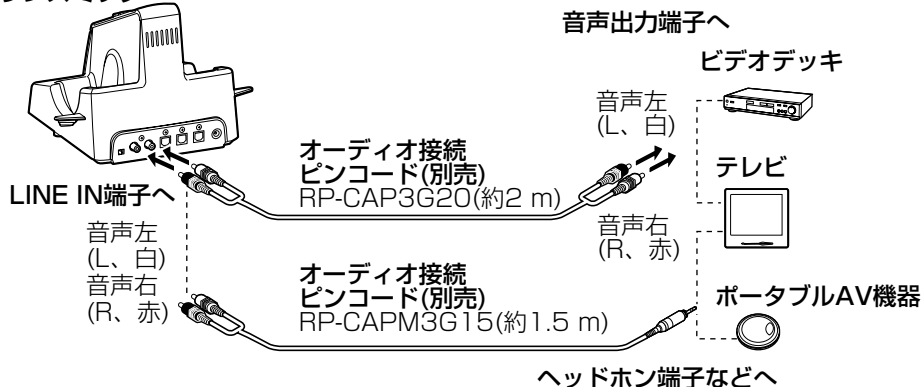 音声出力端子へ
ビデオデッキ
音声左
(L、白)
オーディオ接続
ピンコード(別売)
RP-CAP3G20(約2 m)
テレビ
LINE IN端子へ
音声左
(L、白)
音声右
(R、赤)
音声右
(R、赤)
オーディオ接続
ピンコード(別売)
RP-CAPM3G15(約1.5 m)
ポータブルAV機器
ヘッドホン端子などへ